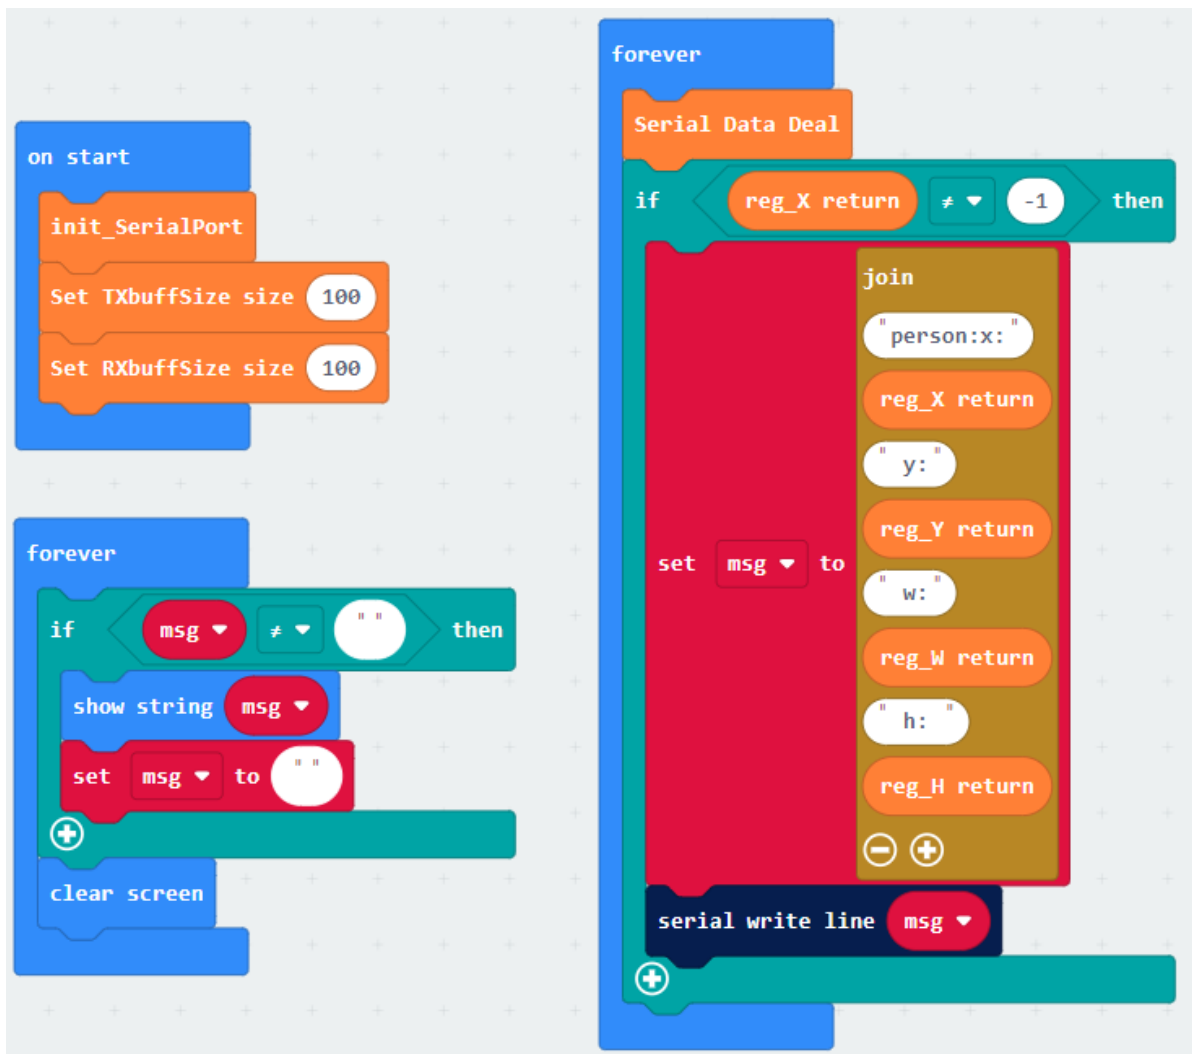 on start
init_SerialPort
Set TXbuffSize size 100
Set RXbuffSize size 100
forever
if msg ≠ " " then
show string msg
set msg to " "
clear screen
forever
Serial Data Deal
if reg_X return ≠ -1 then
set msg to
join
"person:x:"
reg_X return
" y:"
reg_Y return
" w:"
reg_W return
" h: "
reg_H return
serial write line msg